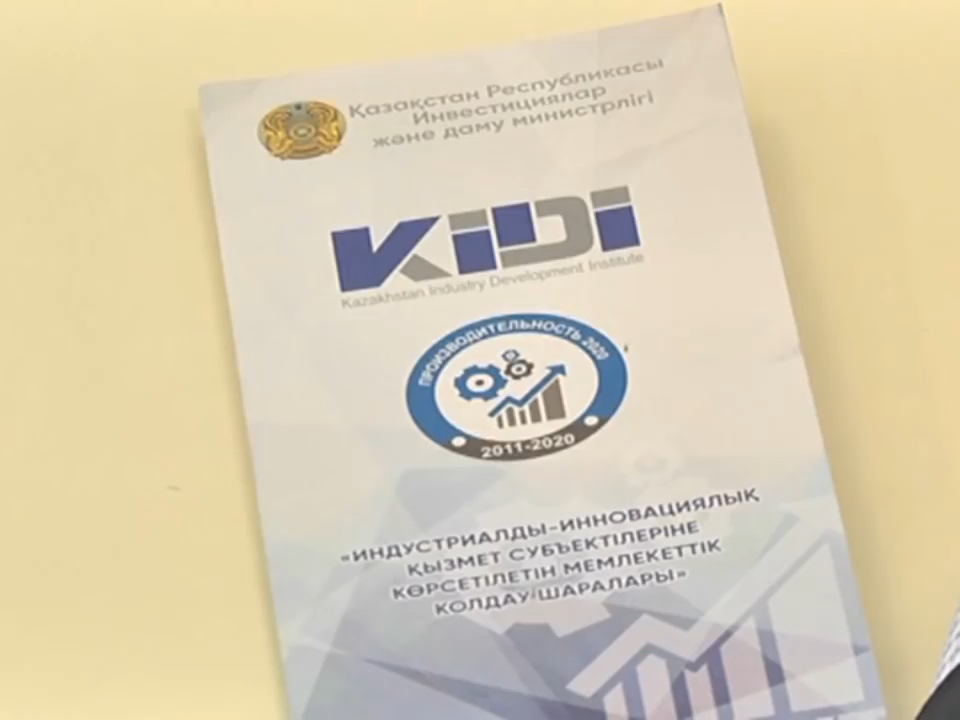 Қазақстан Республикасы
Инвестициялар
және даму министрлігі
KIDI
Kazakhstan Industry Development Institute
ПРОИЗВОДИТЕЛЬНОСТЬ 2020
2011-2020
«ИНДУСТРИАЛДЫ-ИННОВАЦИЯЛЫҚ
ҚЫЗМЕТ СУБЪЕКТІЛЕРІНЕ
КӨРСЕТІЛЕТІН МЕМЛЕКЕТТІК
ҚОЛДАУ ШАРАЛАРЫ»